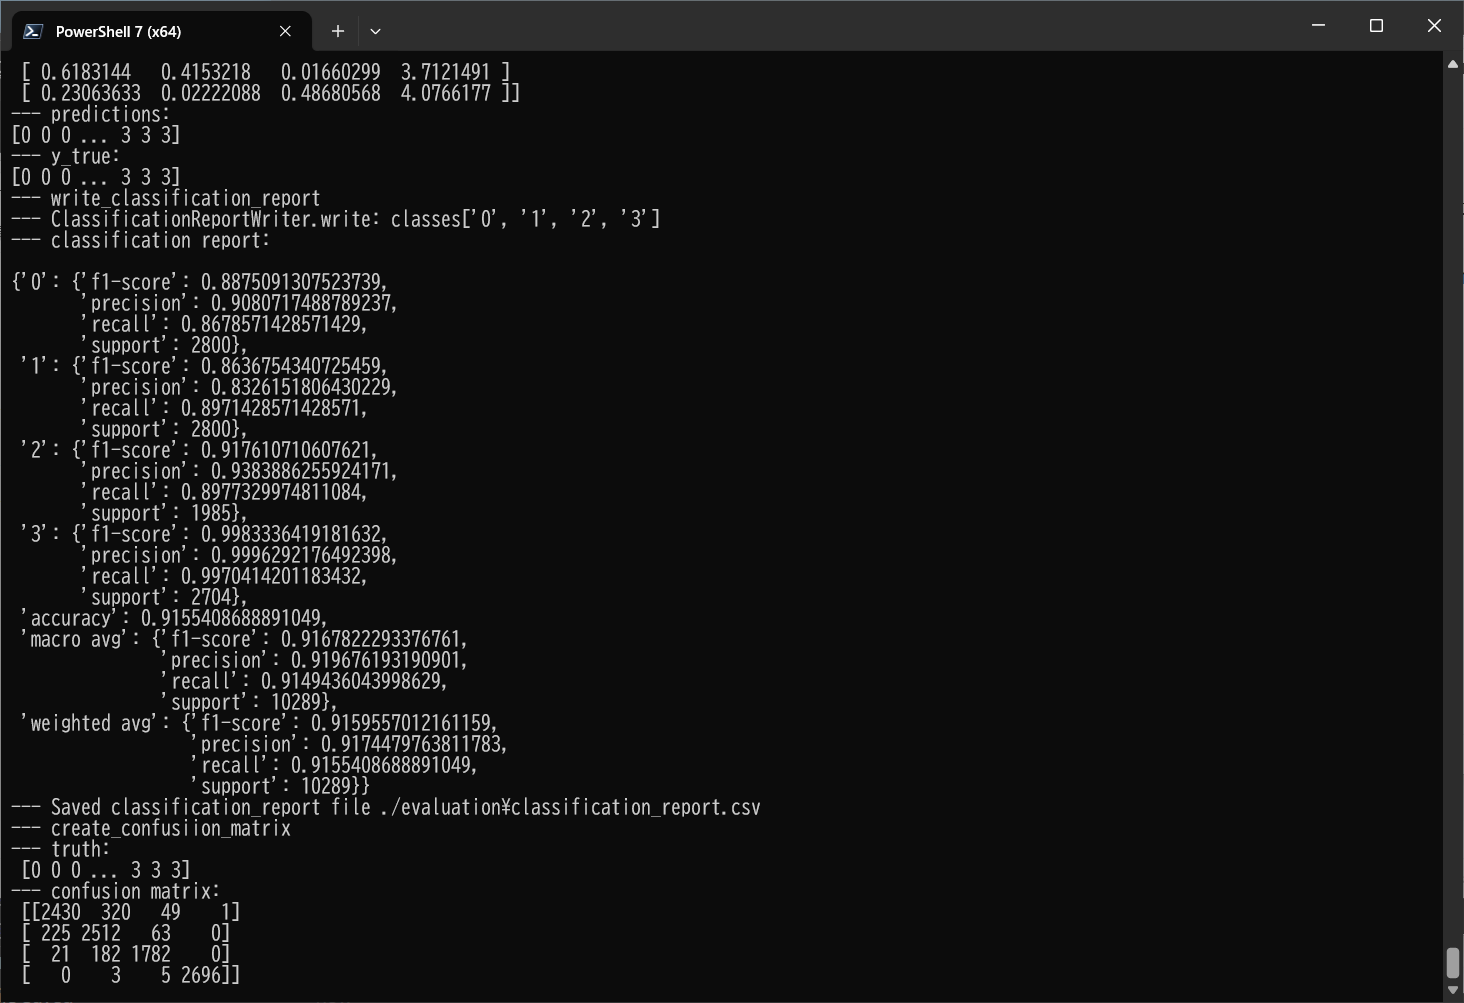 PowerShell 7 (x64)
[ 0.6183144   0.4153218   0.01660299  3.7121491 ]
[ 0.23063633  0.02222088  0.48680568  4.0766177 ]]
--- predictions:
[0 0 0 ... 3 3 3]
--- y_true:
[0 0 0 ... 3 3 3]
--- write_classification_report
--- ClassificationReportWriter.write: classes['0', '1', '2', '3']
--- classification report:
{'0': {'f1-score': 0.8875091307523739,
'precision': 0.9080717488789237,
'recall': 0.8678571428571429,
'support': 2800},
'1': {'f1-score': 0.8636754340725459,
'precision': 0.8326151806430229,
'recall': 0.8971428571428571,
'support': 2800},
'2': {'f1-score': 0.917610710607621,
'precision': 0.9383886255924171,
'recall': 0.8977329974811084,
'support': 1985},
'3': {'f1-score': 0.9983336419181632,
'precision': 0.9996292176492398,
'recall': 0.9970414201183432,
'support': 2704},
'accuracy': 0.9155408688891049,
'macro avg': {'f1-score': 0.9167822293376761,
'precision': 0.919676193190901,
'recall': 0.9149436043998629,
'support': 10289},
'weighted avg': {'f1-score': 0.9159557012161159,
'precision': 0.9174479763811783,
'recall': 0.9155408688891049,
'support': 10289}}
--- Saved classification_report file ./evaluation¥classification_report.csv
--- create_confusiion_matrix
--- truth:
[0 0 0 ... 3 3 3]
--- confusion matrix:
[[2430  320   49    1]
[ 225 2512   63    0]
[  21  182 1782    0]
[   0    3    5 2696]]